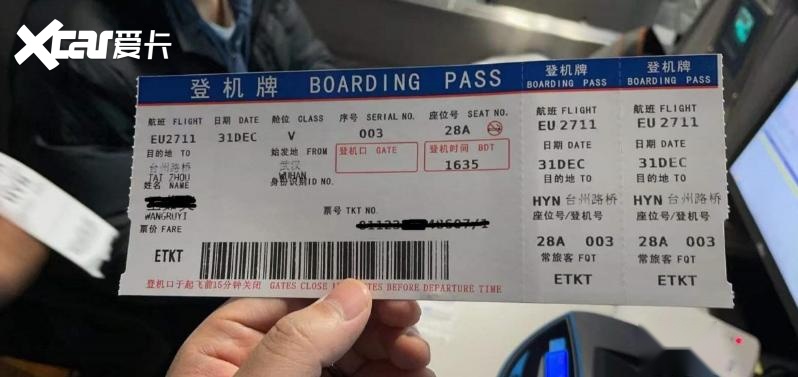 Xcar爱卡
登机牌 BOARDING PASS
航班 FLIGHT 日期 DATE 舱位 CLASS 序号 SERIAL NO. 座位号 SEAT NO.
EU2711 31DEC V 003 28A
目的地 TO 始发地 FROM 登机口 GATE 登机时间 BDT
台州路桥 武汉 1635
TAI ZHOU WUHAN
姓名 NAME 身份识别ID NO.
WANGRUYI
票号 TKT NO.
票价 FARE
ETKT
登机口于起飞前15分钟关闭 GATES CLOSE BEFORE DEPARTURE TIME
登机牌
BOARDING PASS
航班 FLIGHT
EU2711
日期 DATE
31DEC
目的地 TO
HYN 台州路桥
座位号/登机号
28A 003
常旅客 FQT
ETKT
登机牌
BOARDING PASS
航班 FLIGHT
EU2711
日期 DATE
31DEC
目的地 TO
HYN 台州路桥
座位号/登机号
28A 003
常旅客 FQT
ETKT